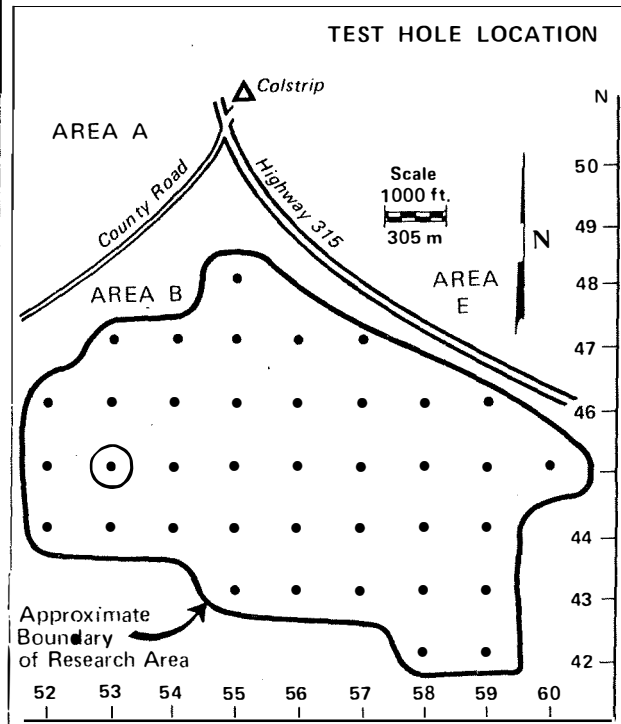 TEST HOLE LOCATION
Colstrip
N
AREA A
County Road
Highway 315
Scale
1000 ft.
305 m
N
AREA B
AREA
E
50
49
48
47
46
45
44
43
42
Approximate
Boundary
of Research Area
52 53 54 55 56 57 58 59 60